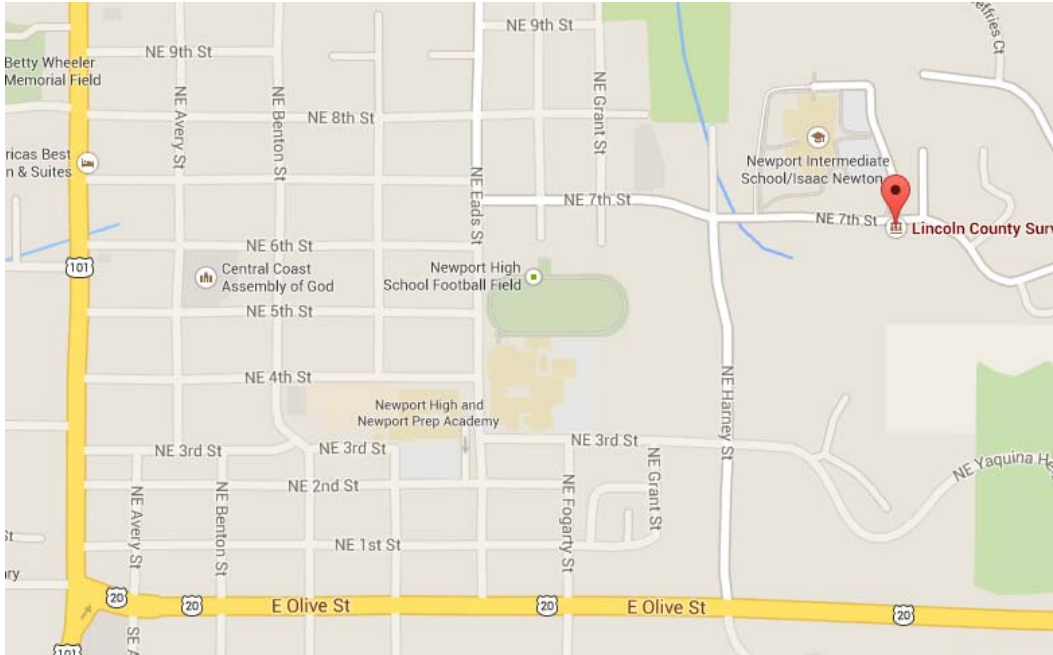 effries Ct
NE 9th St
NE 9th St
Betty Wheeler
Memorial Field
NE Avery St
NE Benton St
NE Grant St
NE 8th St
ricas Best
n & Suites
Newport Intermediate
School/Isaac Newton
NE Eads St
NE 7th St
NE 7th St
Lincoln County Surv
NE 6th St
101
Central Coast
Assembly of God
Newport High
School Football Field
NE 5th St
NE 4th St
NE Harney St
Newport High and
Newport Prep Academy
NE 3rd St
NE 3rd St
NE 3rd St
NE Grant St
NE Yaquina He
NE 2nd St
NE Avery St
NE Benton St
NE Fogarty St
St
NE 1st St
ary
20
20
E Olive St
20
E Olive St
20
SE A
101